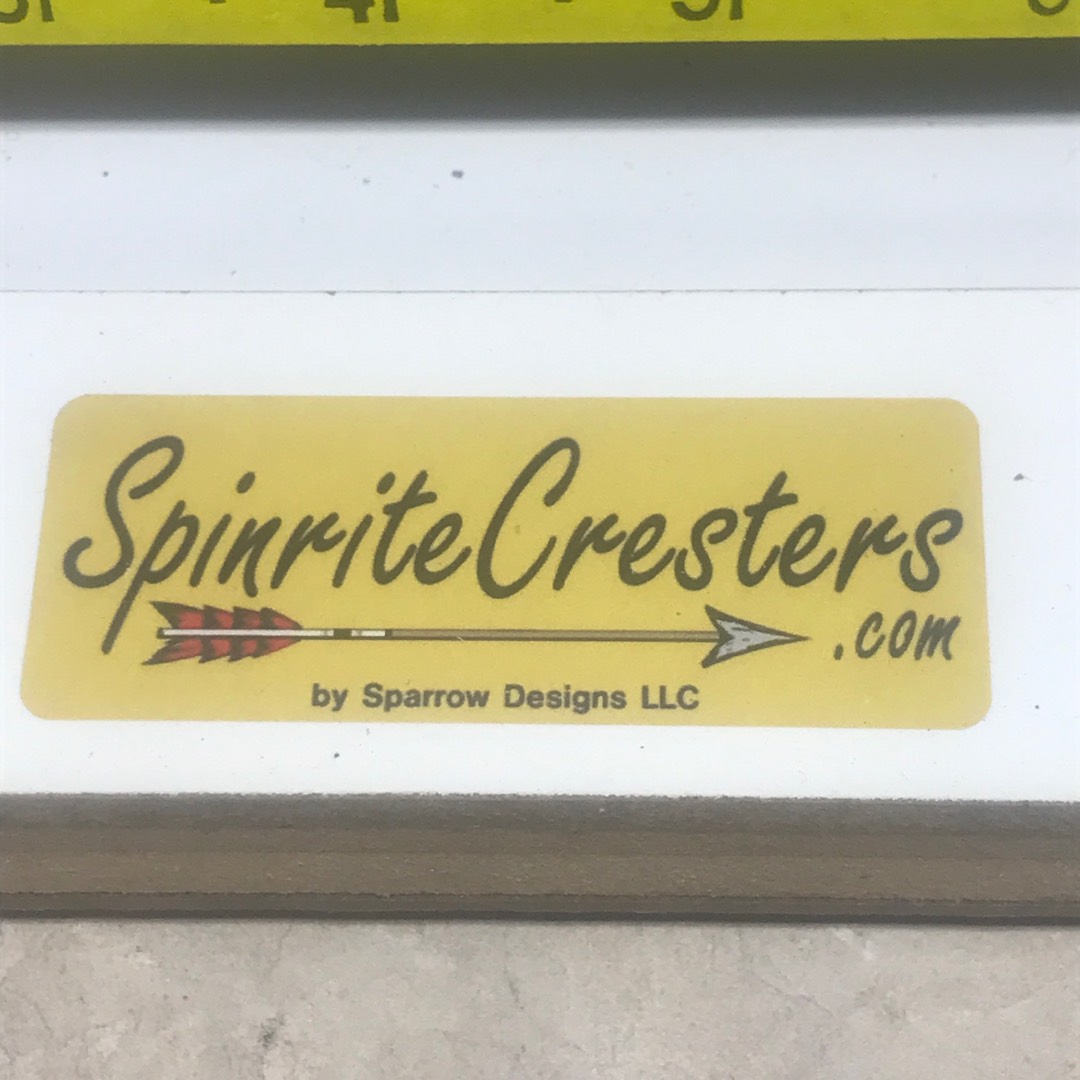 SpinriteCresters
.com
by Sparrow Designs LLC